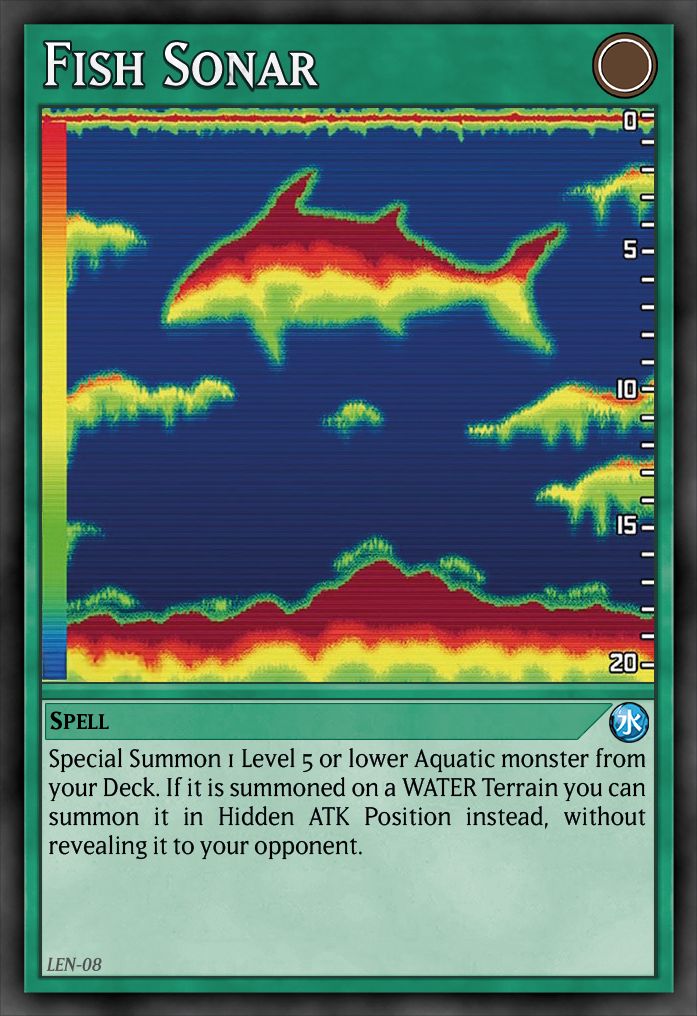 Fish Sonar
0
5
10
15
20
Spell
水
Special Summon 1 Level 5 or lower Aquatic monster from
your Deck. If it is summoned on a WATER Terrain you can
summon it in Hidden ATK Position instead, without
revealing it to your opponent.
LEN-08